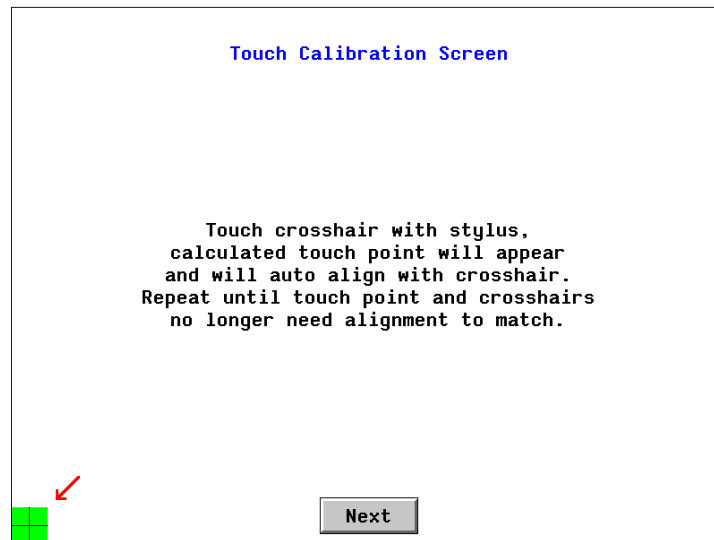 Touch Calibration Screen
Touch crosshair with stylus,
calculated touch point will appear
and will auto align with crosshair.
Repeat until touch point and crosshairs
no longer need alignment to match.
Next